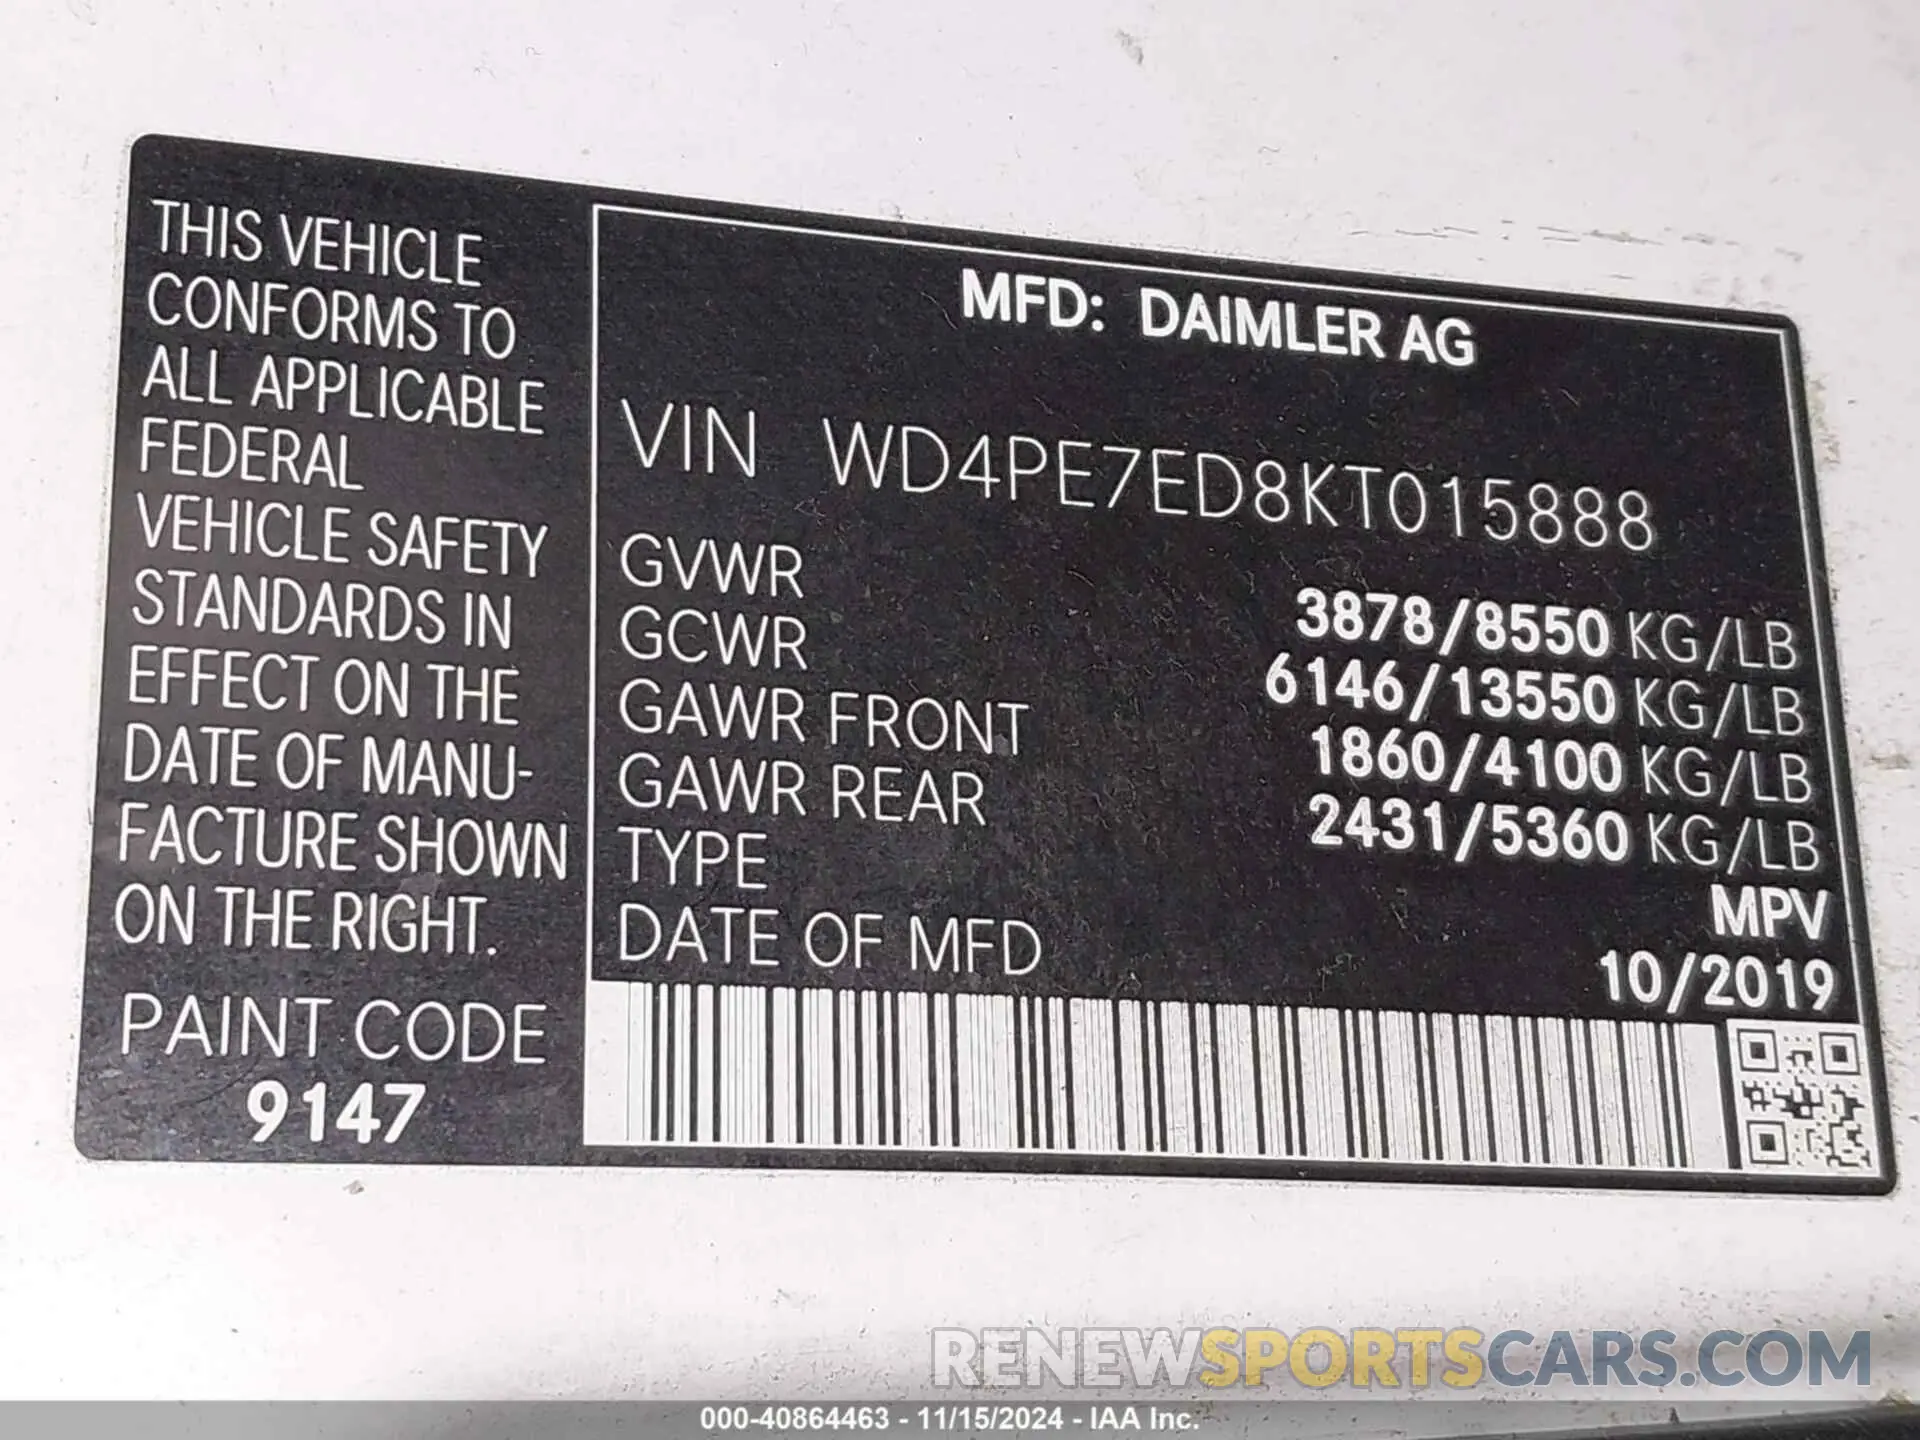 THIS VEHICLE
CONFORMS TO
ALL APPLICABLE
FEDERAL
VEHICLE SAFETY
STANDARDS IN
EFFECT ON THE
DATE OF MANU-
FACTURE SHOWN
ON THE RIGHT.
PAINT CODE
9147
MFD: DAIMLER AG
VIN WD4PE7ED8KT015888
GVWR 3878/8550 KG/LB
GCWR 6146/13550 KG/LB
GAWR FRONT 1860/4100 KG/LB
GAWR REAR 2431/5360 KG/LB
TYPE MPV
DATE OF MFD 10/2019
RENEWSPORTSCARS.COM
000-40864463 - 11/15/2024 - IAA Inc.